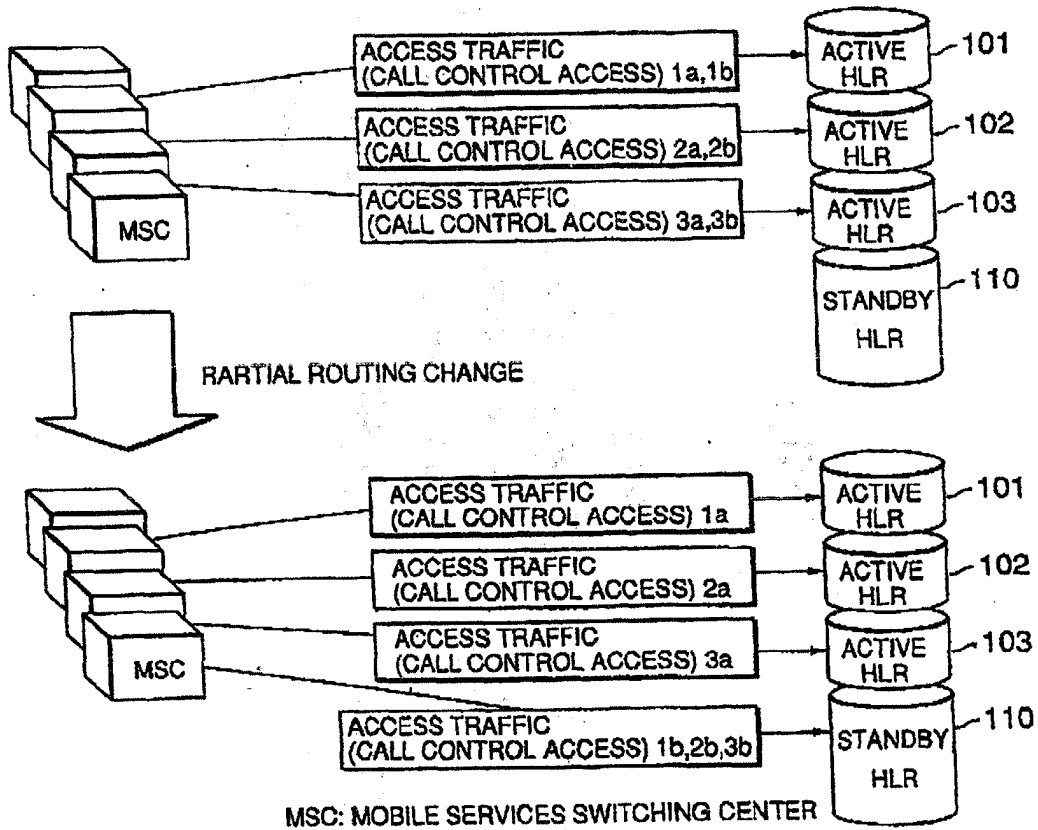 ACCESS TRAFFIC
(CALL CONTROL ACCESS) 1a,1b
ACTIVE
HLR
101
ACCESS TRAFFIC
(CALL CONTROL ACCESS) 2a,2b
ACTIVE
HLR
102
ACCESS TRAFFIC
(CALL CONTROL ACCESS) 3a,3b
ACTIVE
HLR
103
MSC
STANDBY
HLR
110
RARTIAL ROUTING CHANGE
ACCESS TRAFFIC
(CALL CONTROL ACCESS) 1a
ACTIVE
HLR
101
ACCESS TRAFFIC
(CALL CONTROL ACCESS) 2a
ACTIVE
HLR
102
ACCESS TRAFFIC
(CALL CONTROL ACCESS) 3a
ACTIVE
HLR
103
MSC
ACCESS TRAFFIC
(CALL CONTROL ACCESS) 1b,2b,3b
STANDBY
HLR
110
MSC: MOBILE SERVICES SWITCHING CENTER